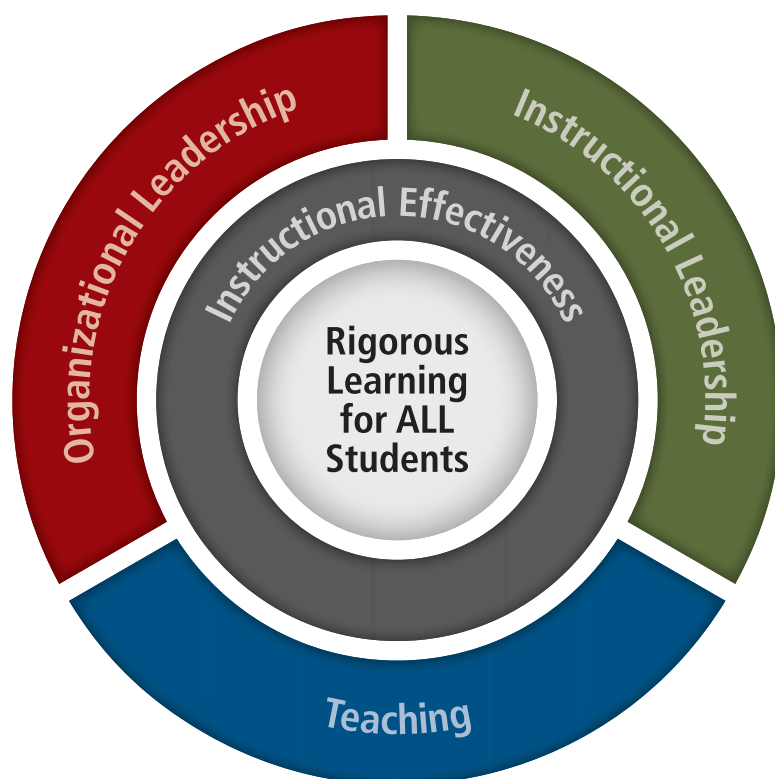 Organizational Leadership
Instructional Leadership
Instructional Effectiveness
Rigorous
Learning
for ALL
Students
Teaching